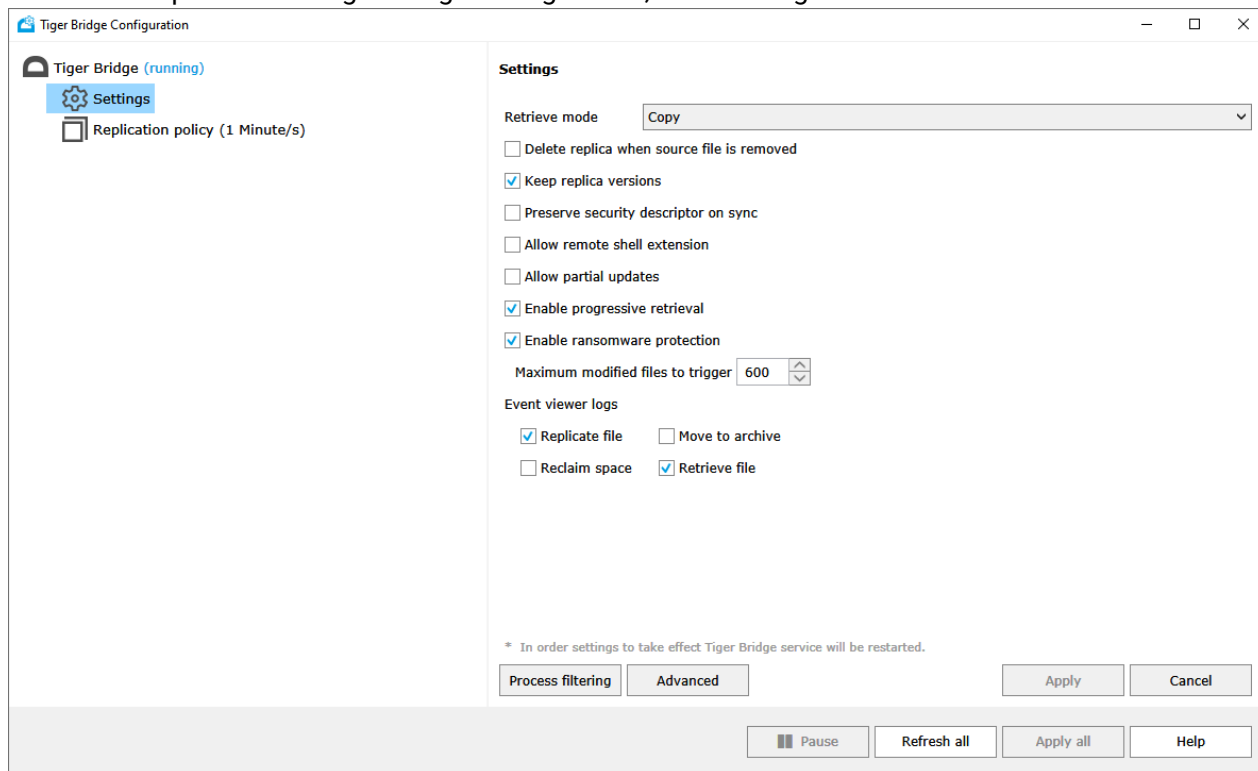 Tiger Bridge Configuration
Tiger Bridge (running)
Settings
Replication policy (1 Minute/s)
Settings
Retrieve mode Copy
Delete replica when source file is removed
Keep replica versions
Preserve security descriptor on sync
Allow remote shell extension
Allow partial updates
Enable progressive retrieval
Enable ransomware protection
Maximum modified files to trigger 600
Event viewer logs
Replicate file Move to archive
Reclaim space Retrieve file
* In order settings to take effect Tiger Bridge service will be restarted.
Process filtering Advanced Apply Cancel
Pause Refresh all Apply all Help